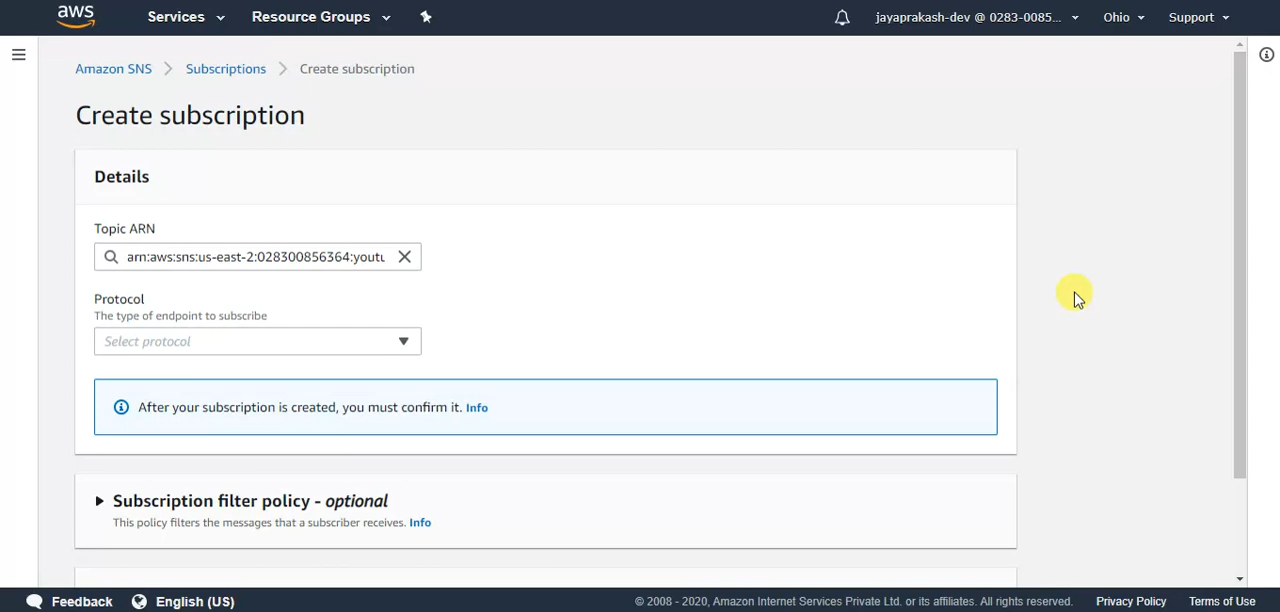 aws
Services
Resource Groups
jayaprakash-dev @ 0283-0085...
Ohio
Support
Amazon SNS
Subscriptions
Create subscription
Create subscription
Details
Topic ARN
arn:aws:sns:us-east-2:028300856364:youtu
Protocol
The type of endpoint to subscribe
Select protocol
After your subscription is created, you must confirm it. Info
Subscription filter policy - optional
This policy filters the messages that a subscriber receives. Info
Feedback
English (US)
© 2008 - 2020, Amazon Internet Services Private Ltd. or its affiliates. All rights reserved.
Privacy Policy
Terms of Use